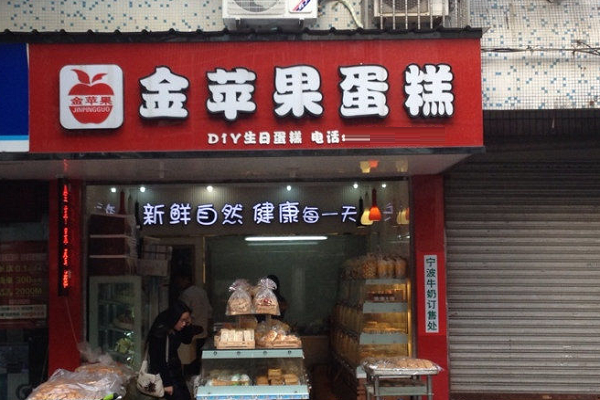 金苹果
JINPINGGUO
金苹果蛋糕
DIY生日蛋糕 电话:
新鲜自然 健康每一天
宁波牛奶订售处